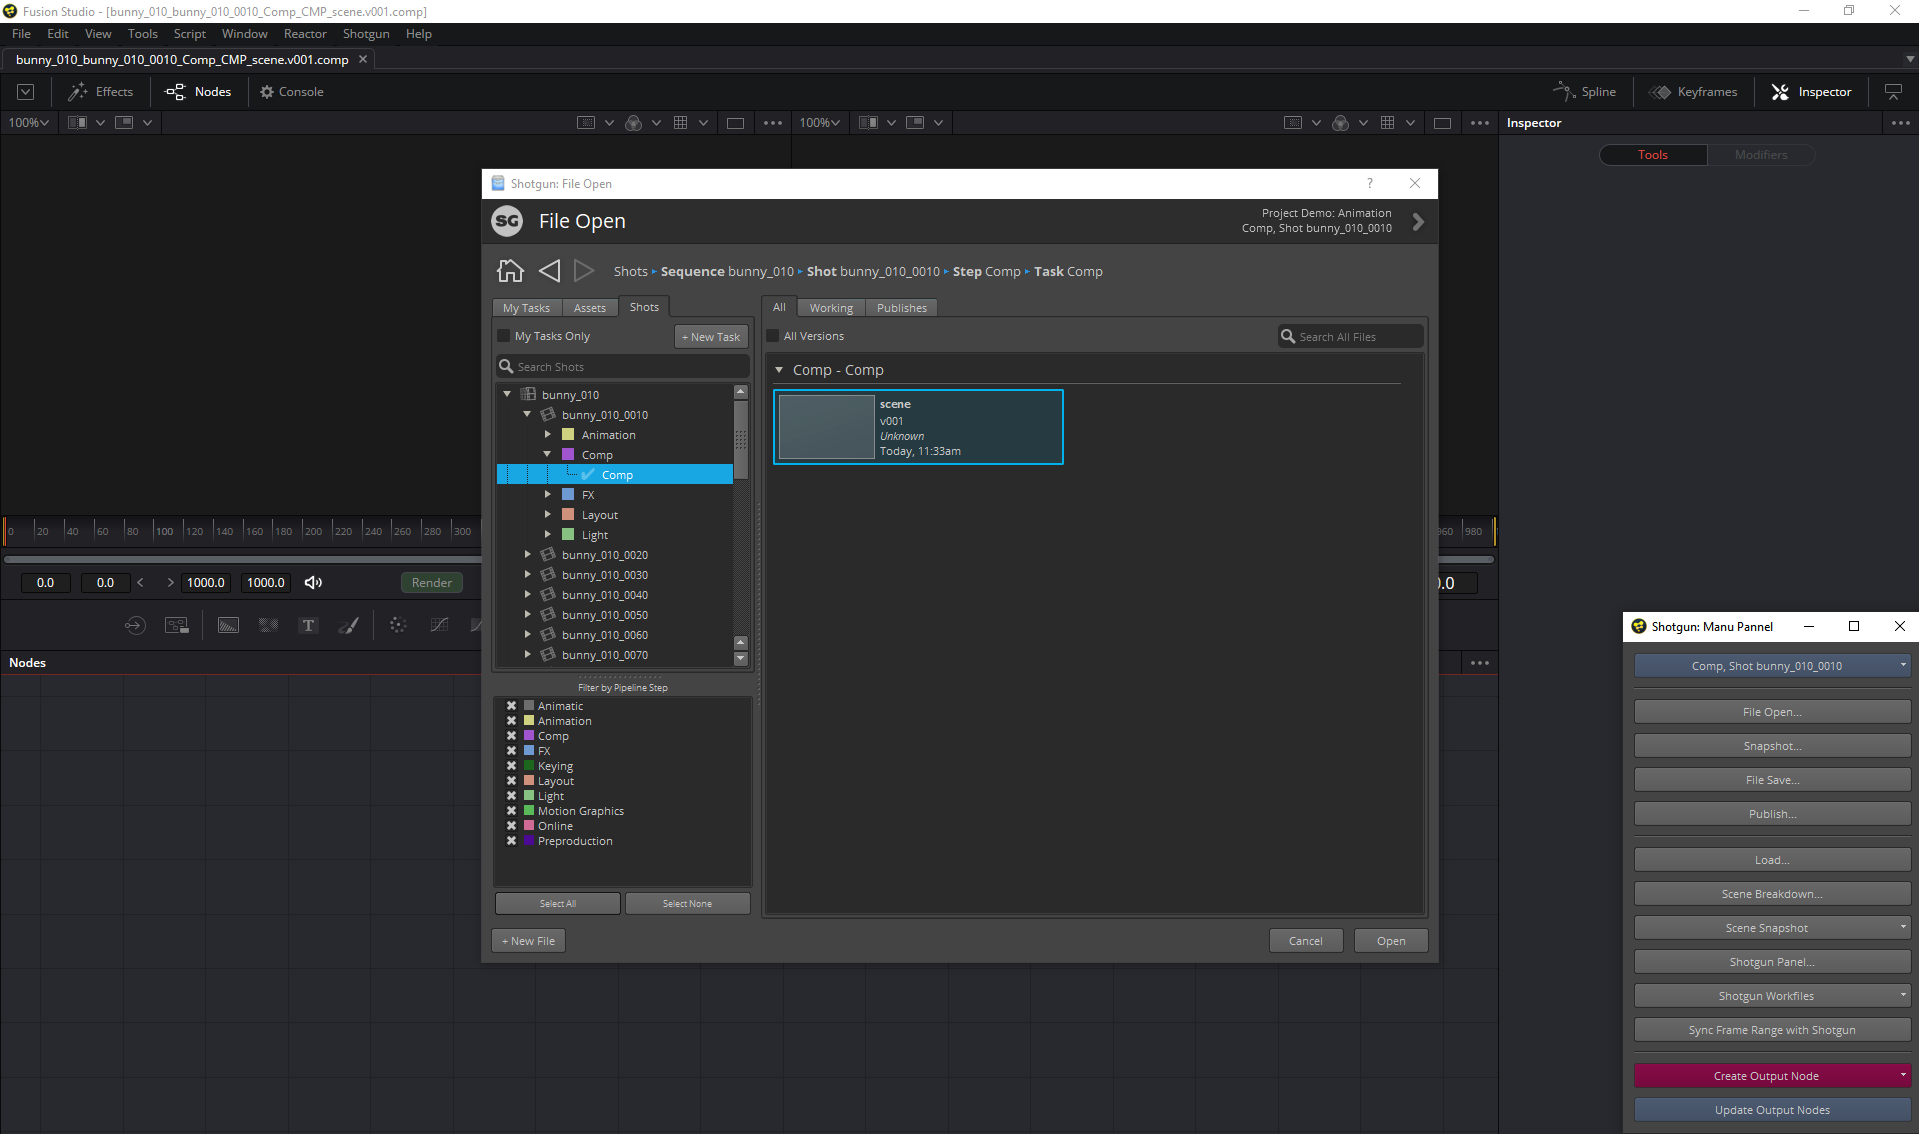 Fusion Studio - [bunny_010_bunny_010_0010_Comp_CMP_scene.v001.comp]
File Edit View Tools Script Window Reactor Shotgun Help
bunny_010_bunny_010_0010_Comp_CMP_scene.v001.comp
Effects Nodes Console Spline Keyframes Inspector
100% 100% Inspector
Tools Modifiers
Shotgun: File Open
SG File Open
Project Demo: Animation
Comp, Shot bunny_010_0010
Shots Sequence bunny_010 Shot bunny_010_0010 Step Comp Task Comp
My Tasks Assets Shots
All Working Publishes
My Tasks Only + New Task
All Versions Search All Files
Search Shots
bunny_010
bunny_010_0010
Animation
Comp
Comp
FX
Layout
Light
bunny_010_0020
bunny_010_0030
bunny_010_0040
bunny_010_0050
bunny_010_0060
bunny_010_0070
Comp - Comp
scene
v001
Unknown
Today, 11:33am
Filter by Pipeline Step
Animatic
Animation
Comp
FX
Keying
Layout
Light
Motion Graphics
Online
Preproduction
Select All Select None
+ New File Cancel Open
0 20 40 60 80 100 120 140 160 180 200 220 240 260 280 300 960 980
0.0 0.0 < > 1000.0 1000.0 Render .0
T
Nodes
Shotgun: Manu Pannel
Comp, Shot bunny_010_0010
File Open...
Snapshot...
File Save...
Publish...
Load...
Scene Breakdown...
Scene Snapshot
Shotgun Panel...
Shotgun Workfiles
Sync Frame Range with Shotgun
Create Output Node
Update Output Nodes